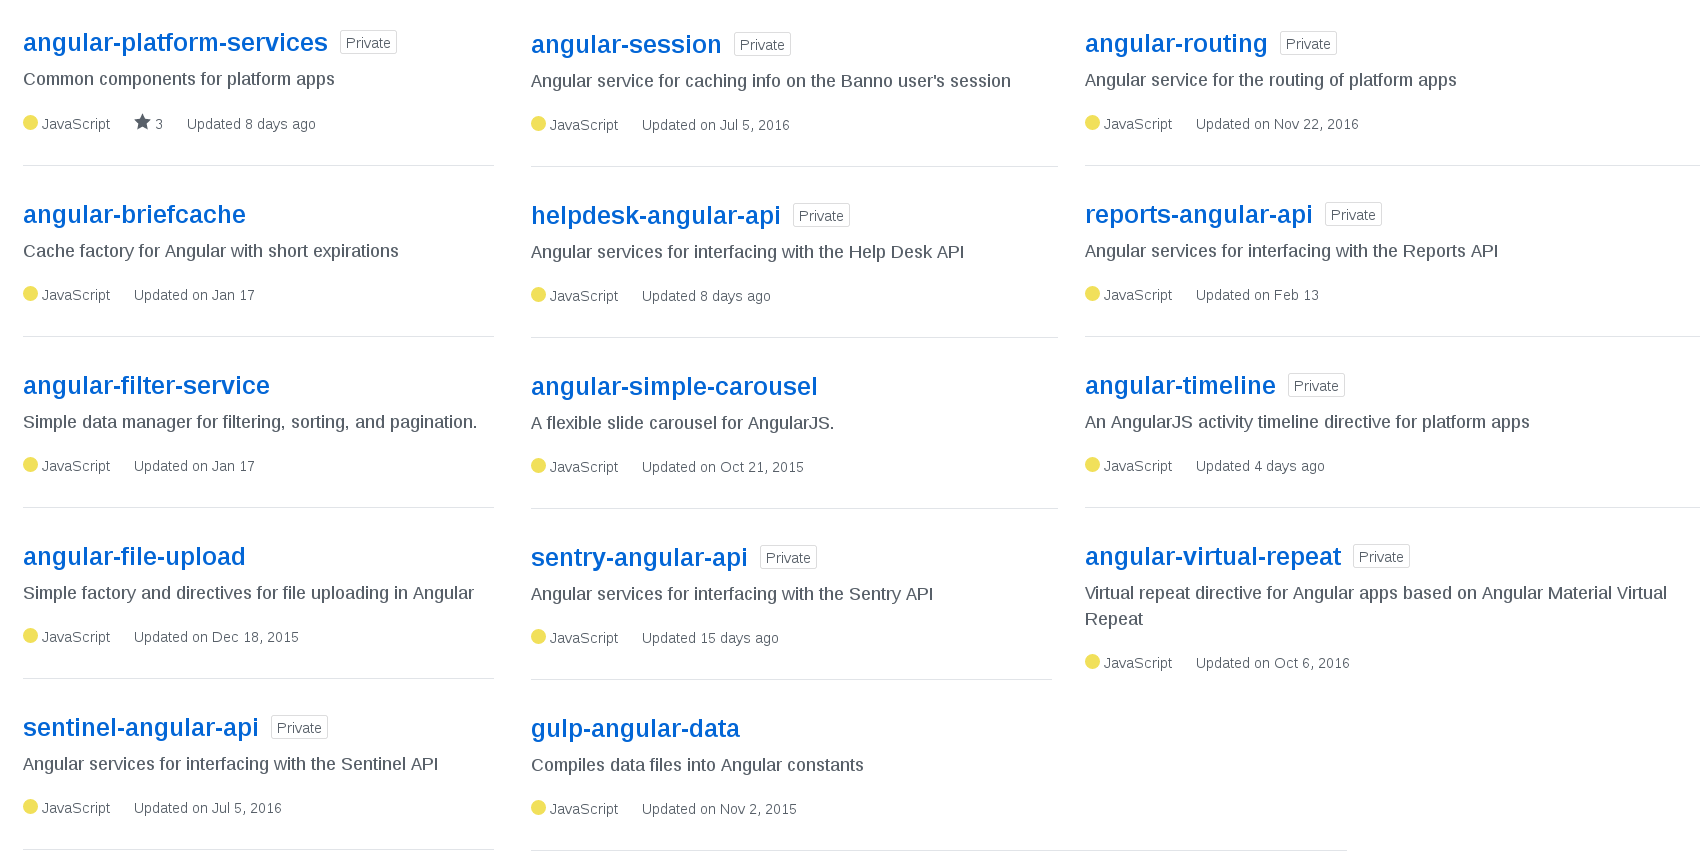 angular-platform-services Private
Common components for platform apps
JavaScript 3 Updated 8 days ago
angular-briefcache
Cache factory for Angular with short expirations
JavaScript Updated on Jan 17
angular-filter-service
Simple data manager for filtering, sorting, and pagination.
JavaScript Updated on Jan 17
angular-file-upload
Simple factory and directives for file uploading in Angular
JavaScript Updated on Dec 18, 2015
sentinel-angular-api Private
Angular services for interfacing with the Sentinel API
JavaScript Updated on Jul 5, 2016
angular-session Private
Angular service for caching info on the Banno user's session
JavaScript Updated on Jul 5, 2016
helpdesk-angular-api Private
Angular services for interfacing with the Help Desk API
JavaScript Updated 8 days ago
angular-simple-carousel
A flexible slide carousel for AngularJS.
JavaScript Updated on Oct 21, 2015
sentry-angular-api Private
Angular services for interfacing with the Sentry API
JavaScript Updated 15 days ago
gulp-angular-data
Compiles data files into Angular constants
JavaScript Updated on Nov 2, 2015
angular-routing Private
Angular service for the routing of platform apps
JavaScript Updated on Nov 22, 2016
reports-angular-api Private
Angular services for interfacing with the Reports API
JavaScript Updated on Feb 13
angular-timeline Private
An AngularJS activity timeline directive for platform apps
JavaScript Updated 4 days ago
angular-virtual-repeat Private
Virtual repeat directive for Angular apps based on Angular Material Virtual
Repeat
JavaScript Updated on Oct 6, 2016